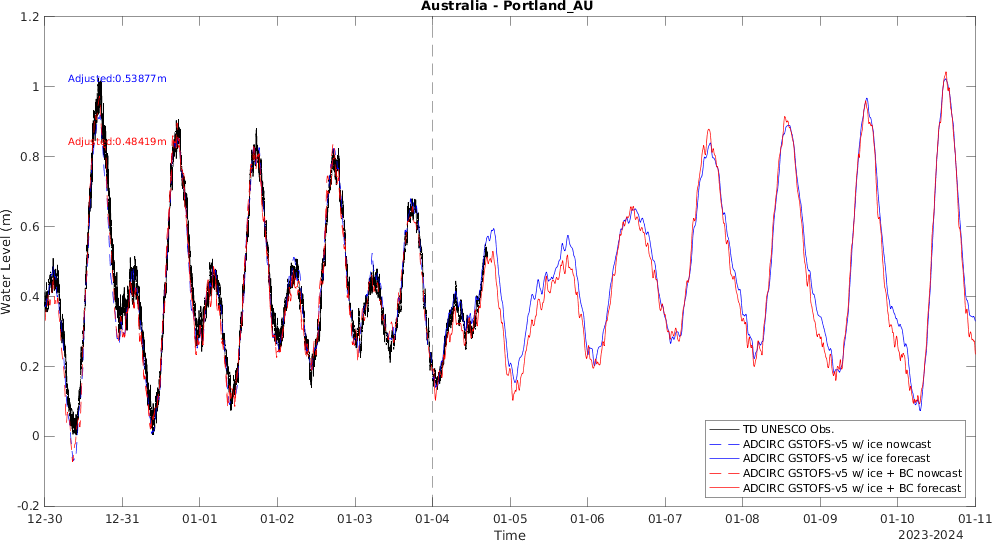 Australia - Portland_AU
1.2
1
0.8
0.6
0.4
0.2
0
-0.2
Water Level (m)
Adjusted:0.53877m
Adjusted:0.48419m
TD UNESCO Obs.
ADCIRC GSTOFS-v5 w/ ice nowcast
ADCIRC GSTOFS-v5 w/ ice forecast
ADCIRC GSTOFS-v5 w/ ice + BC nowcast
ADCIRC GSTOFS-v5 w/ ice + BC forecast
12-30 12-31 01-01 01-02 01-03 01-04 01-05 01-06 01-07 01-08 01-09 01-10 01-11
Time
2023-2024